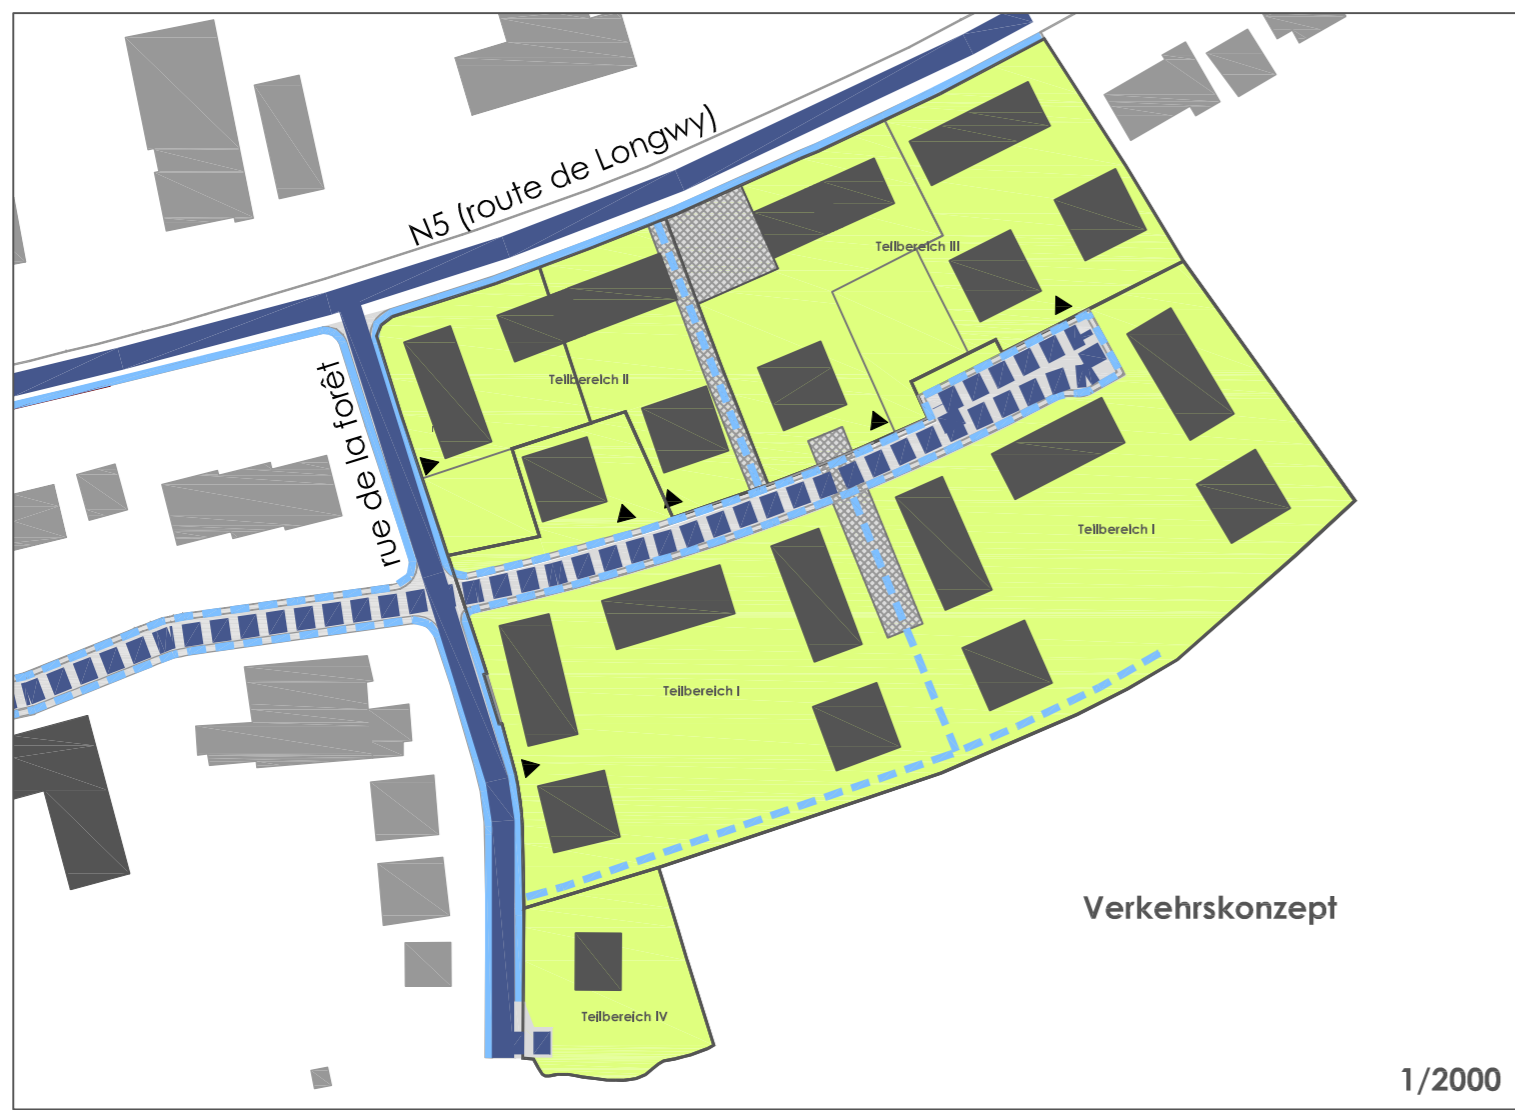 N5 (route de Longwy)
Teilbereich III
rue de la forêt
Teilbereich II
Teilbereich I
Teilbereich I
Verkehrskonzept
Teilbereich IV
1/2000